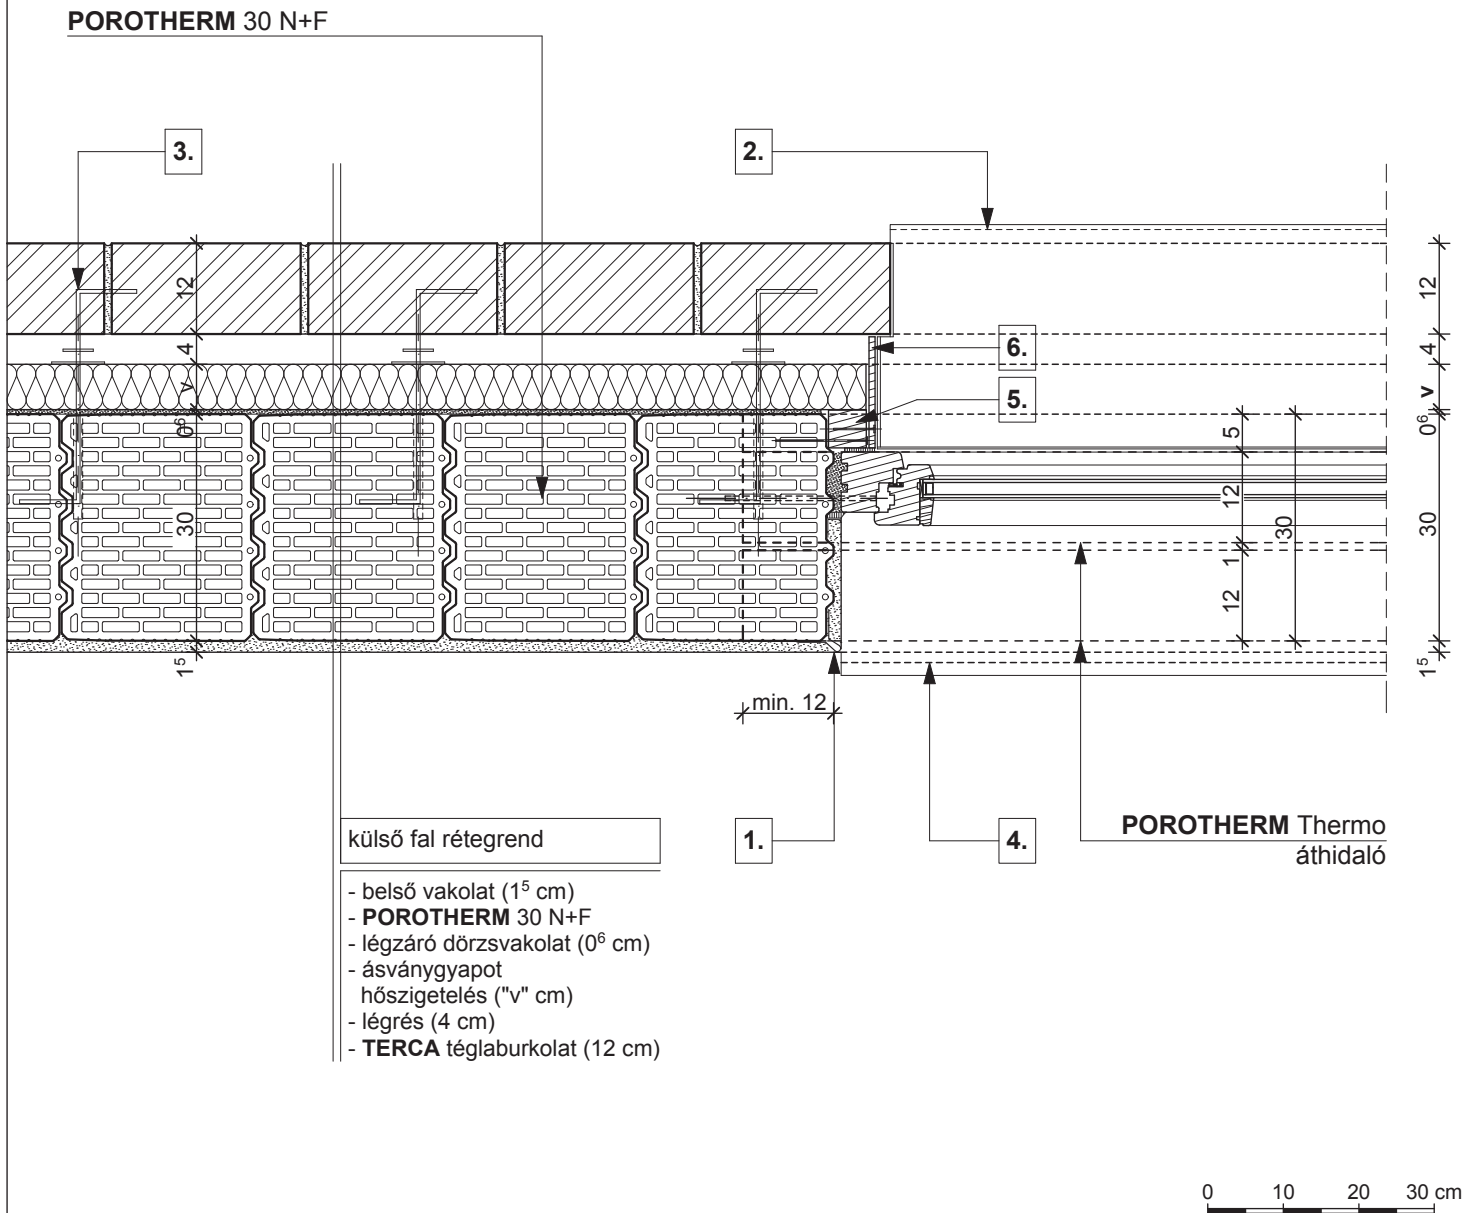 POROTHERM 30 N+F
3.
2.
12
4
v
0⁶
30
1⁵
6.
5.
5
12
1
12
30
12
4
v
0⁶
30
1⁵
min. 12
külső fal rétegrend
1.
4.
POROTHERM Thermo
áthidaló
- belső vakolat (1⁵ cm)
- POROTHERM 30 N+F
- légzáró dörzsvakolat (0⁶ cm)
- ásványgyapot
hőszigetelés ("v" cm)
- légrés (4 cm)
- TERCA téglaburkolat (12 cm)
0 10 20 30 cm